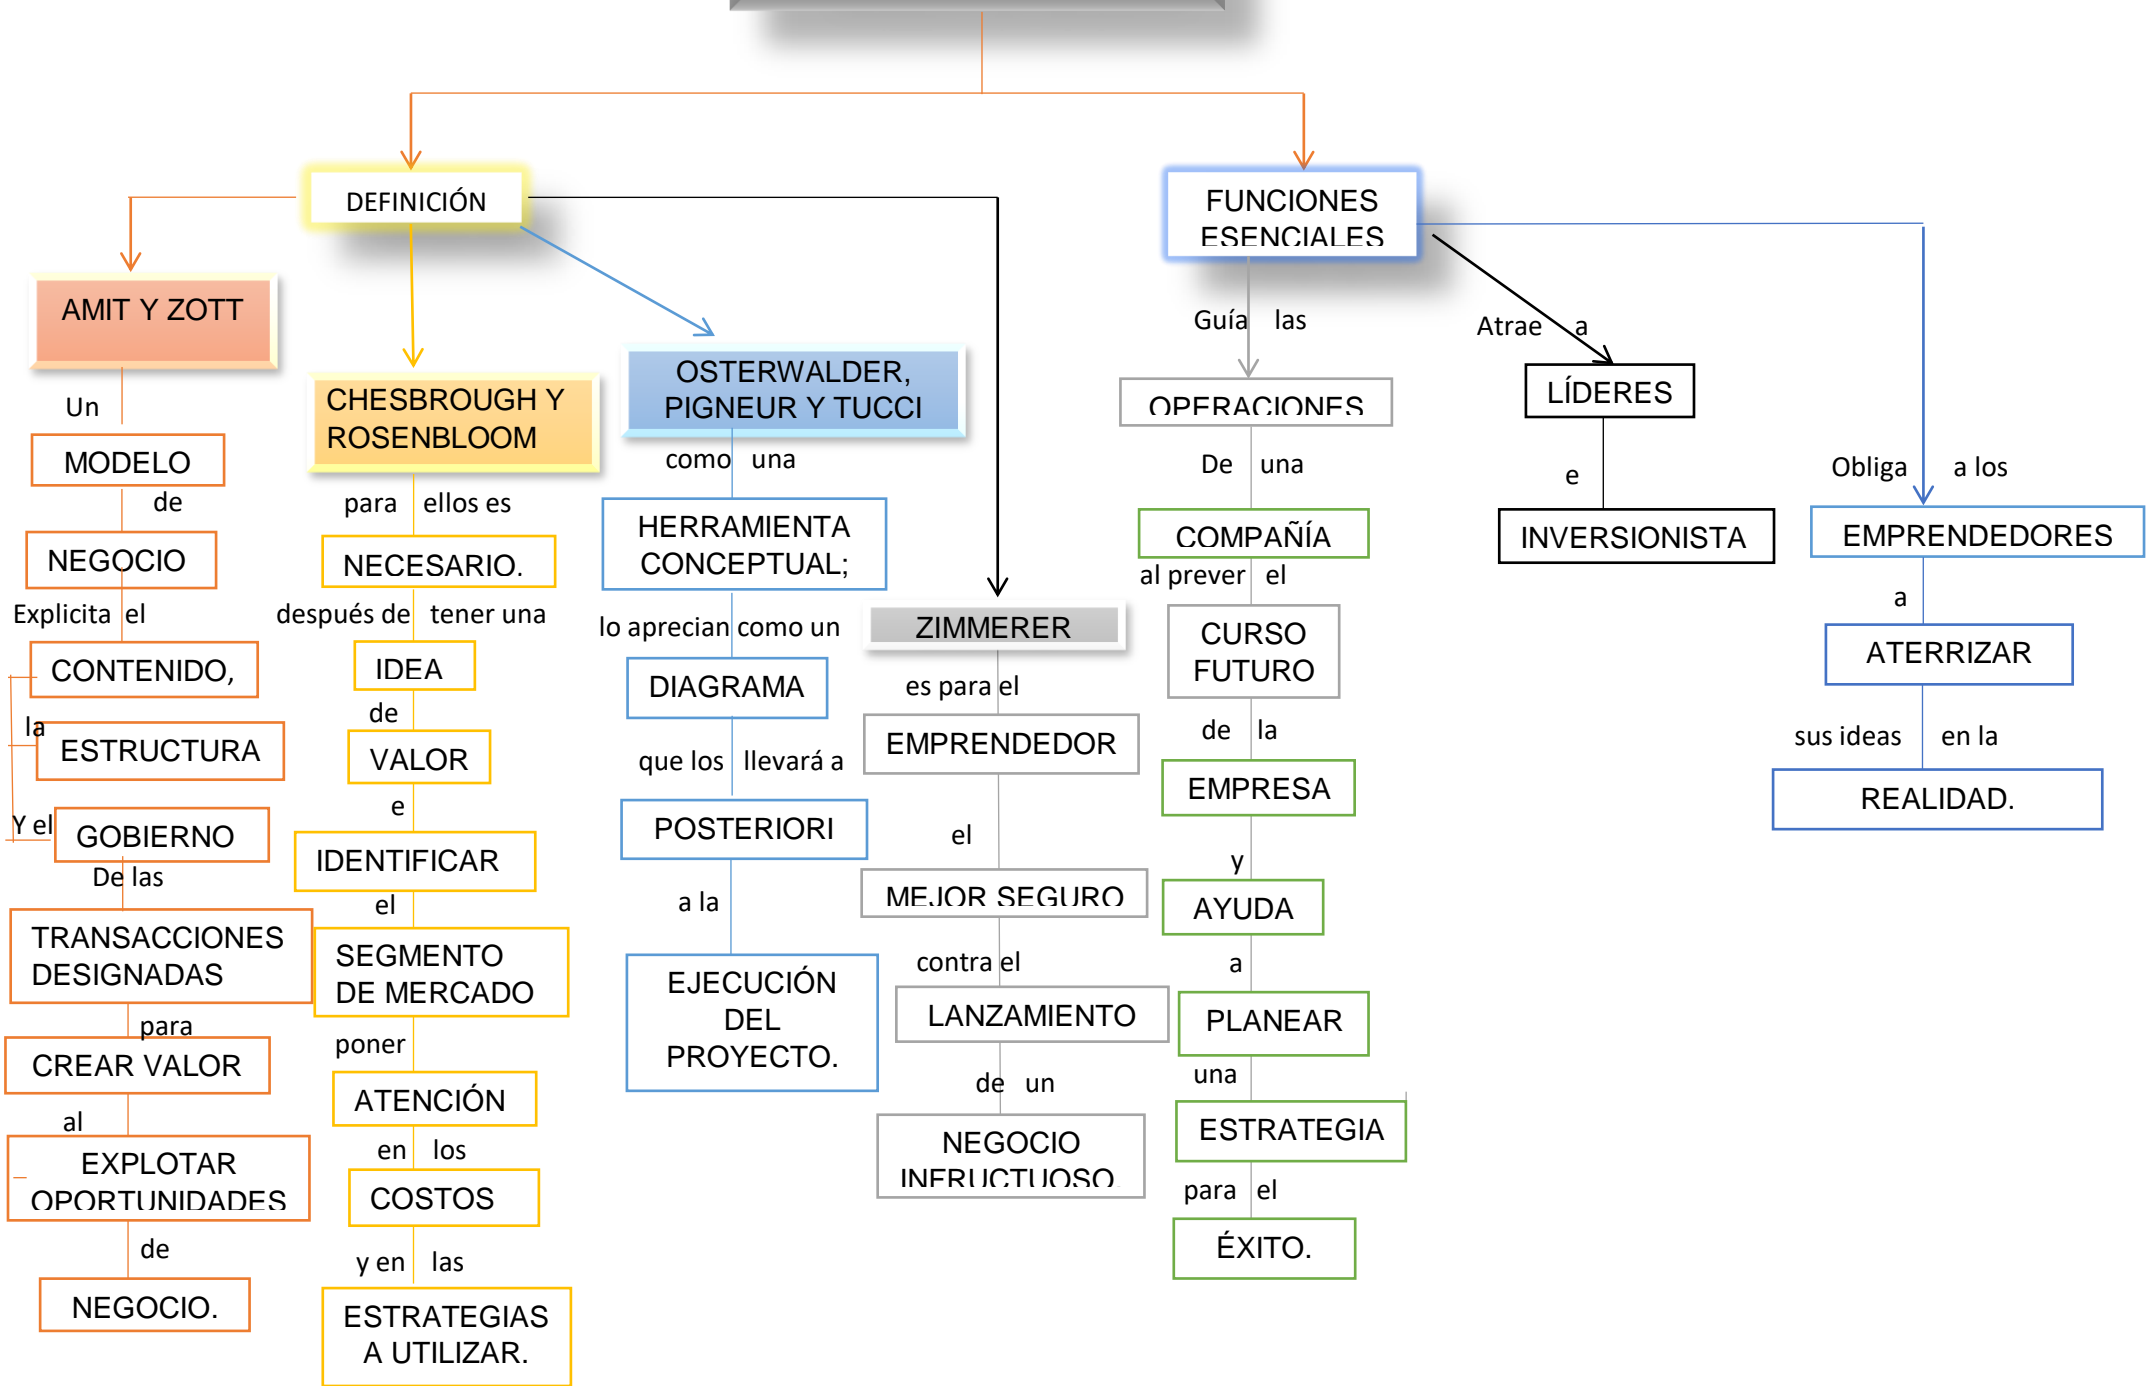 DEFINICIÓN
AMIT Y ZOTT
Un
MODELO
de
NEGOCIO
Explicita el
CONTENIDO,
la
ESTRUCTURA
Y el
GOBIERNO
De las
TRANSACCIONES
DESIGNADAS
para
CREAR VALOR
al
EXPLOTAR
OPORTUNIDADES
de
NEGOCIO.
CHESBROUGH Y
ROSENBLOOM
para ellos es
NECESARIO.
después de tener una
IDEA
de
VALOR
e
IDENTIFICAR
el
SEGMENTO
DE MERCADO
poner
ATENCIÓN
en los
COSTOS
y en las
ESTRATEGIAS
A UTILIZAR.
OSTERWALDER,
PIGNEUR Y TUCCI
como una
HERRAMIENTA
CONCEPTUAL;
lo aprecian como un
DIAGRAMA
que los llevará a
POSTERIORI
a la
EJECUCIÓN
DEL
PROYECTO.
ZIMMERER
es para el
EMPRENDEDOR
el
MEJOR SEGURO
contra el
LANZAMIENTO
de un
NEGOCIO
INFRUCTUOSO
FUNCIONES
ESENCIALES
Guía las
OPERACIONES
De una
COMPAÑÍA
al prever el
CURSO
FUTURO
de la
EMPRESA
y
AYUDA
a
PLANEAR
una
ESTRATEGIA
para el
ÉXITO.
Atrae a
LÍDERES
e
INVERSIONISTA
Obliga a los
EMPRENDEDORES
a
ATERRIZAR
sus ideas en la
REALIDAD.